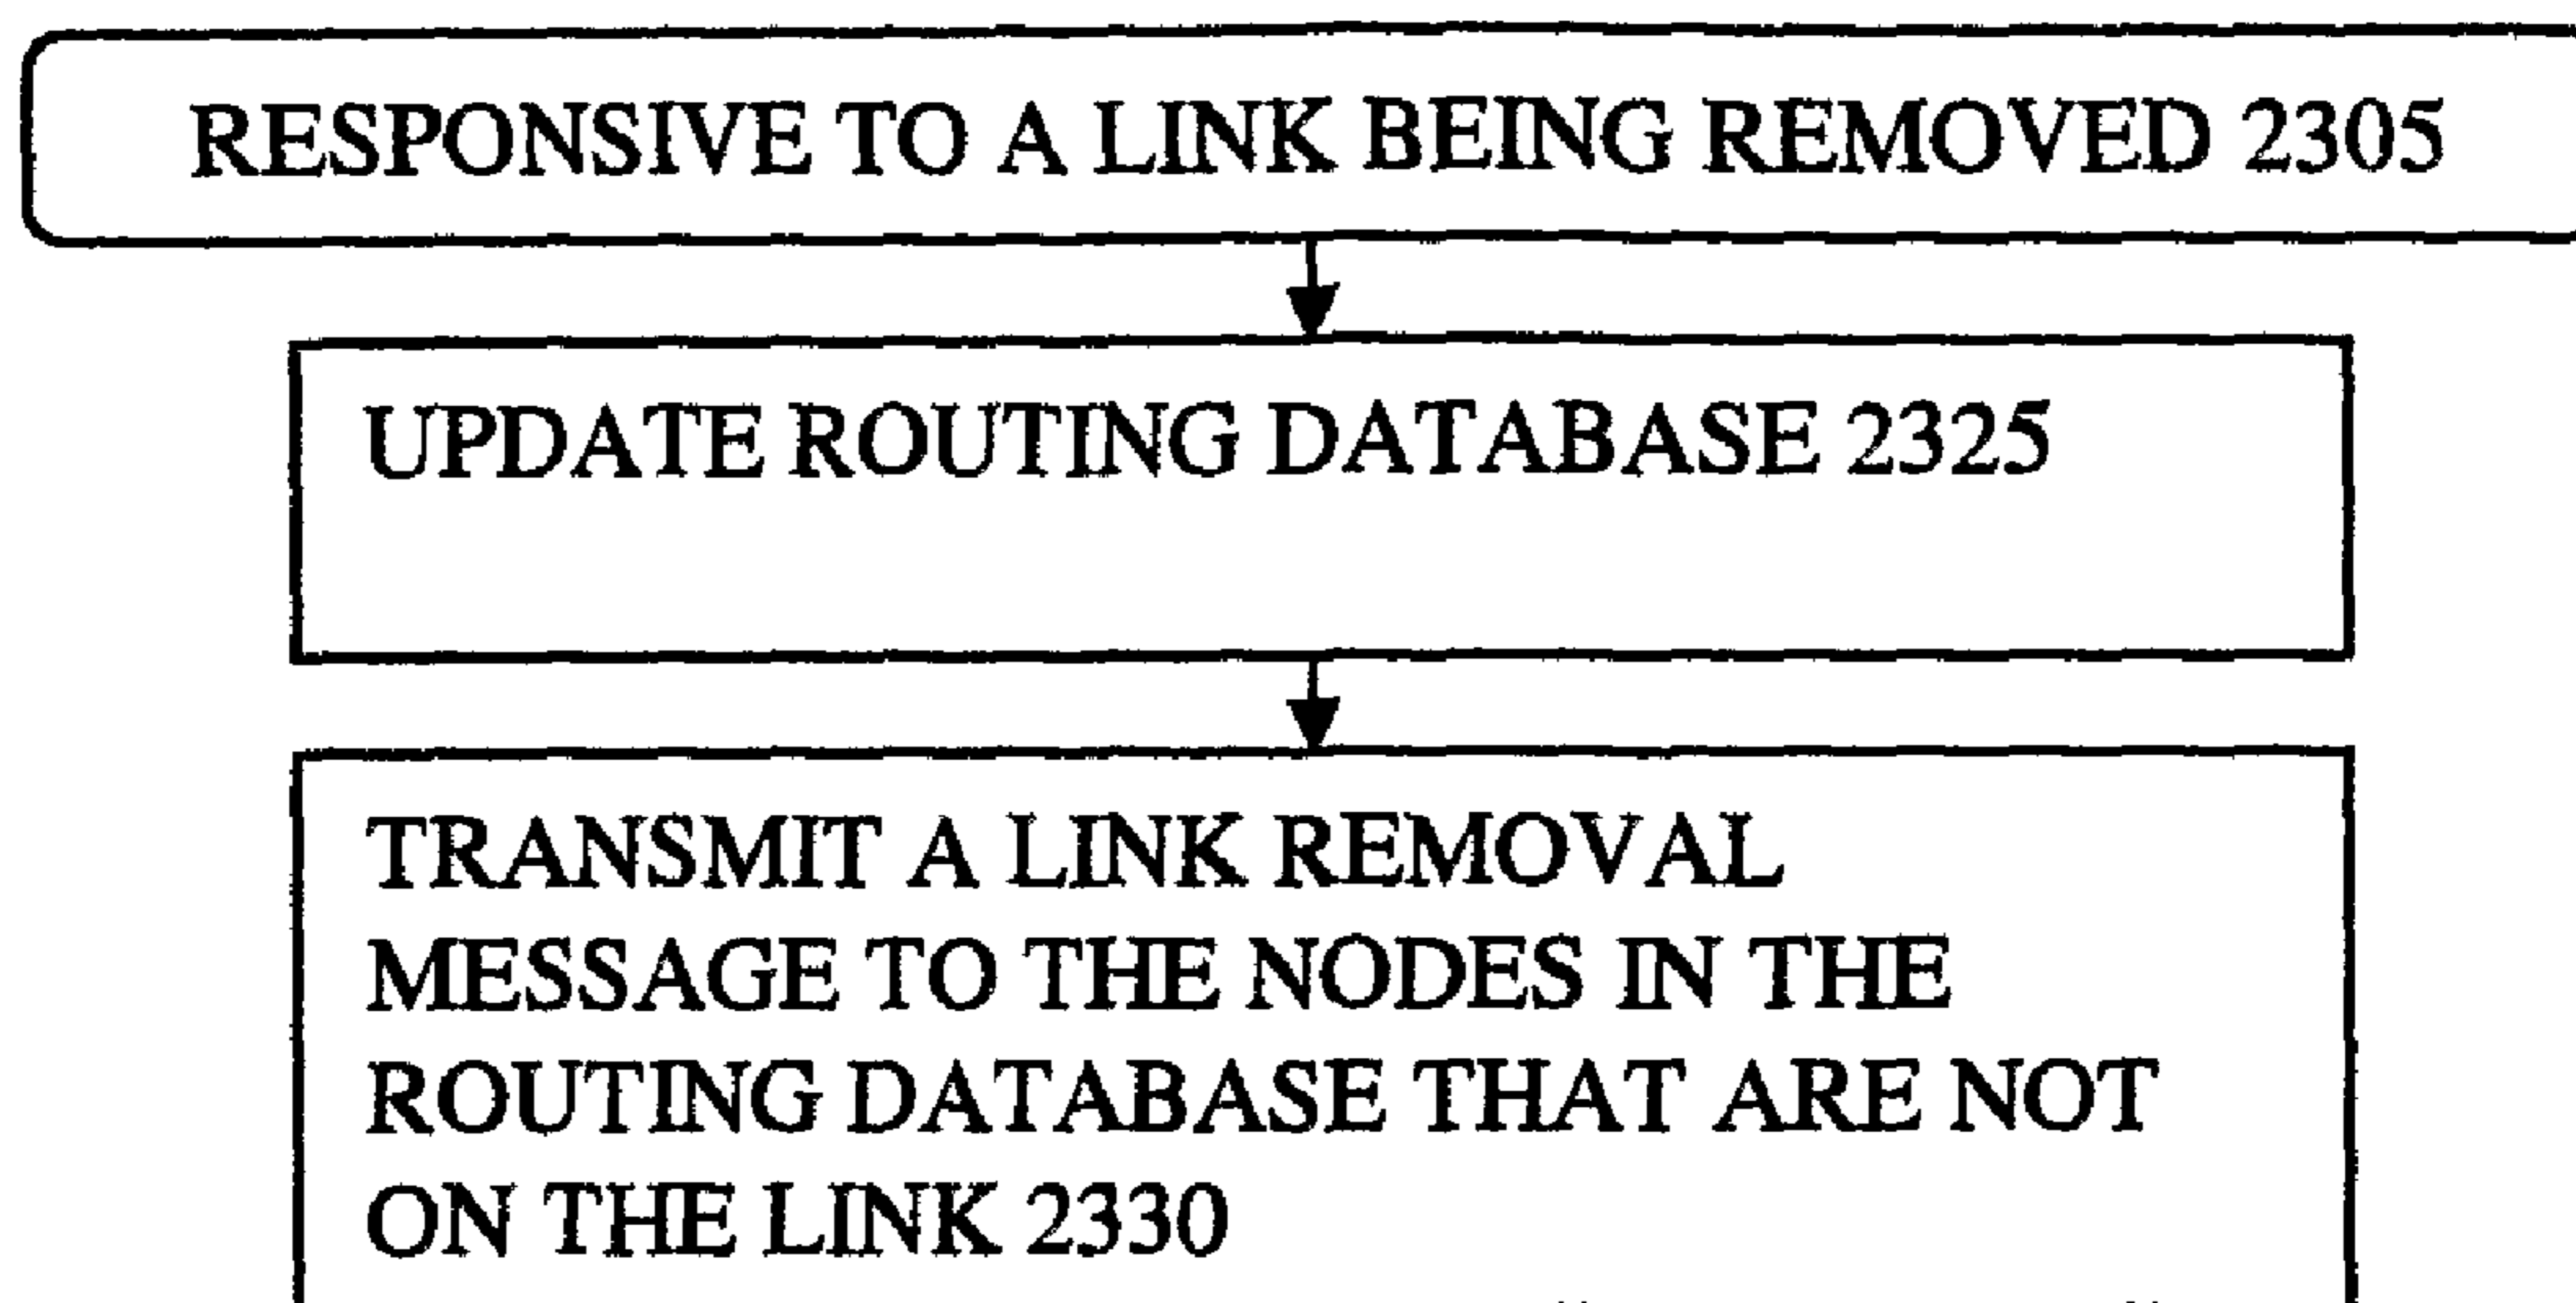 RESPONSIVE TO A LINK BEING REMOVED 2305
UPDATE ROUTING DATABASE 2325
TRANSMIT A LINK REMOVAL
MESSAGE TO THE NODES IN THE
ROUTING DATABASE THAT ARE NOT
ON THE LINK 2330